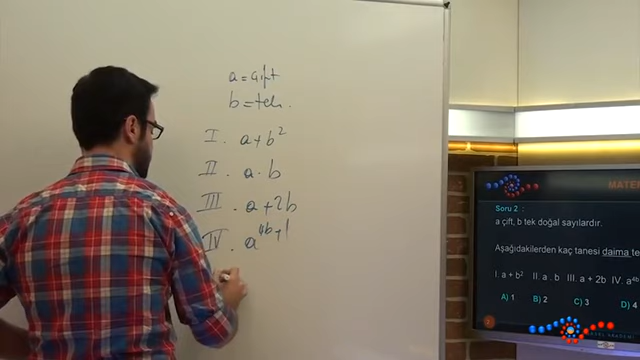 a = çift
b = tek.
I. a + b²
II. a · b
III. a + 2b
IV. a^4b+1
MATEM
Soru 2 :
a çift, b tek doğal sayılardır.
Aşağıdakilerden kaç tanesi daima te
I. a + b² II. a . b III. a + 2b IV. a^4b
A) 1 B) 2 C) 3 D) 4